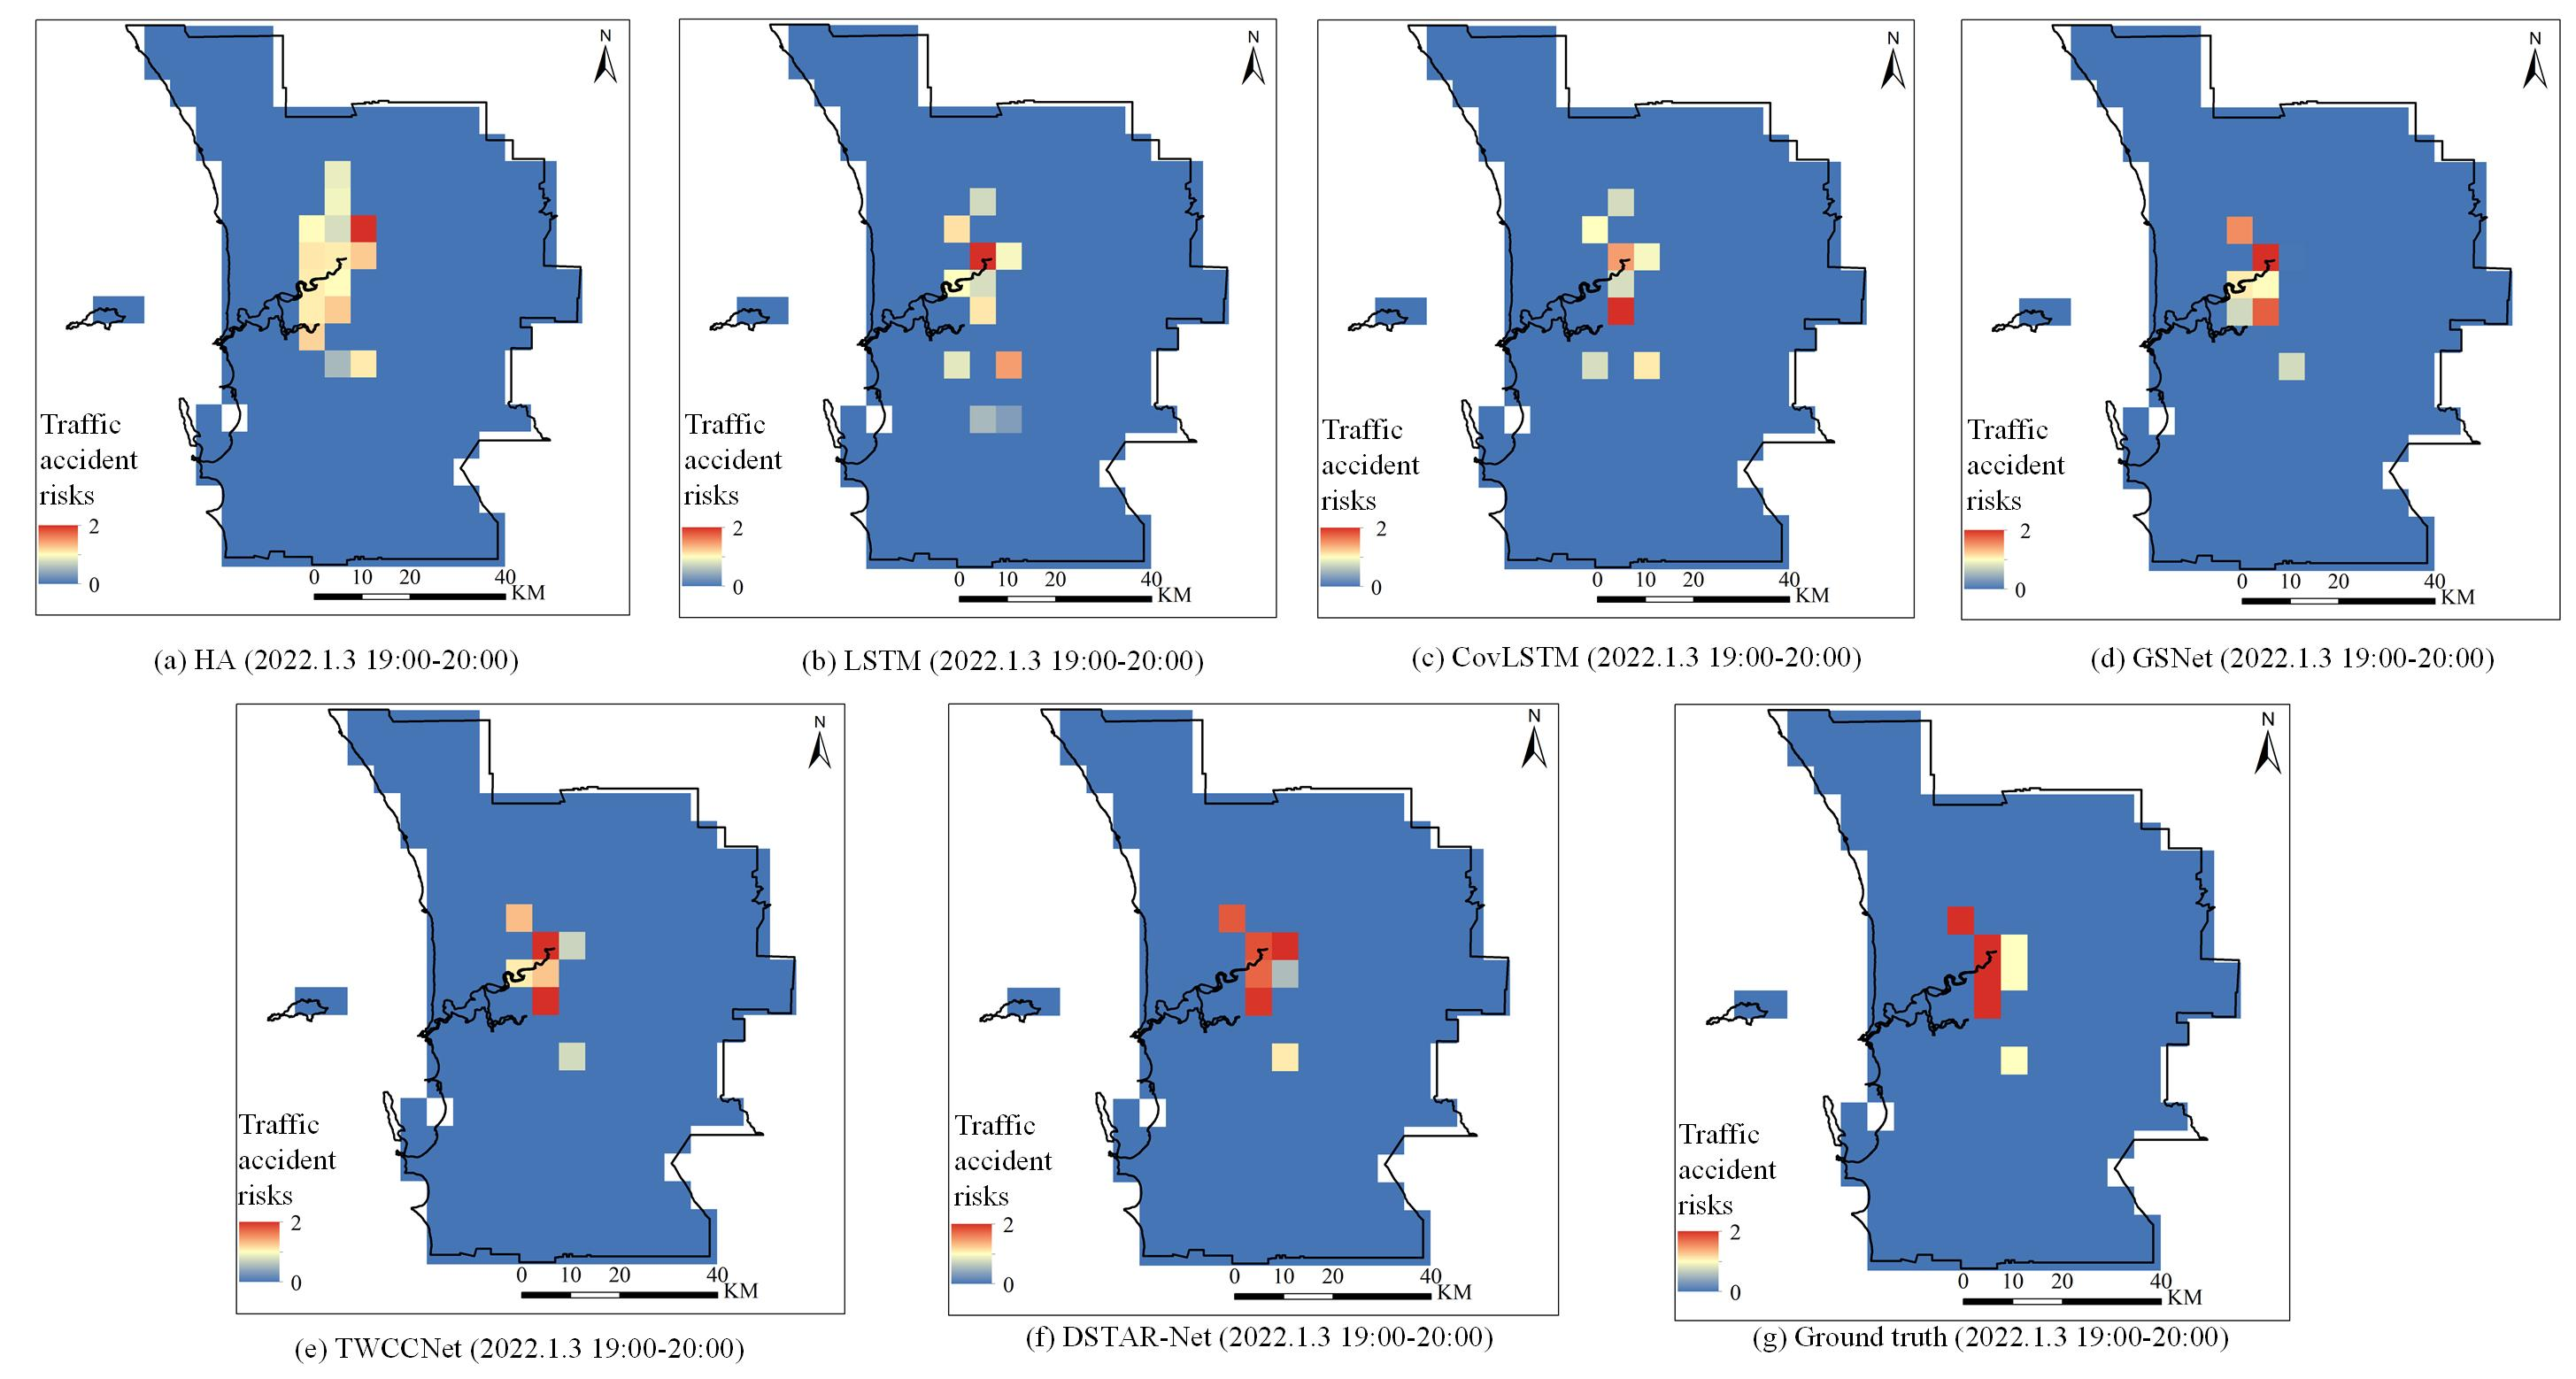 N
Traffic
accident
risks
2
0
0 10 20 40
KM
(a) HA (2022.1.3 19:00-20:00)
N
Traffic
accident
risks
2
0
0 10 20 40
KM
(b) LSTM (2022.1.3 19:00-20:00)
N
Traffic
accident
risks
2
0
0 10 20 40
KM
(c) CovLSTM (2022.1.3 19:00-20:00)
N
Traffic
accident
risks
2
0
0 10 20 40
KM
(d) GSNet (2022.1.3 19:00-20:00)
N
Traffic
accident
risks
2
0
0 10 20 40
KM
(e) TWCCNet (2022.1.3 19:00-20:00)
N
Traffic
accident
risks
2
0
0 10 20 40
KM
(f) DSTAR-Net (2022.1.3 19:00-20:00)
N
Traffic
accident
risks
2
0
0 10 20 40
KM
(g) Ground truth (2022.1.3 19:00-20:00)